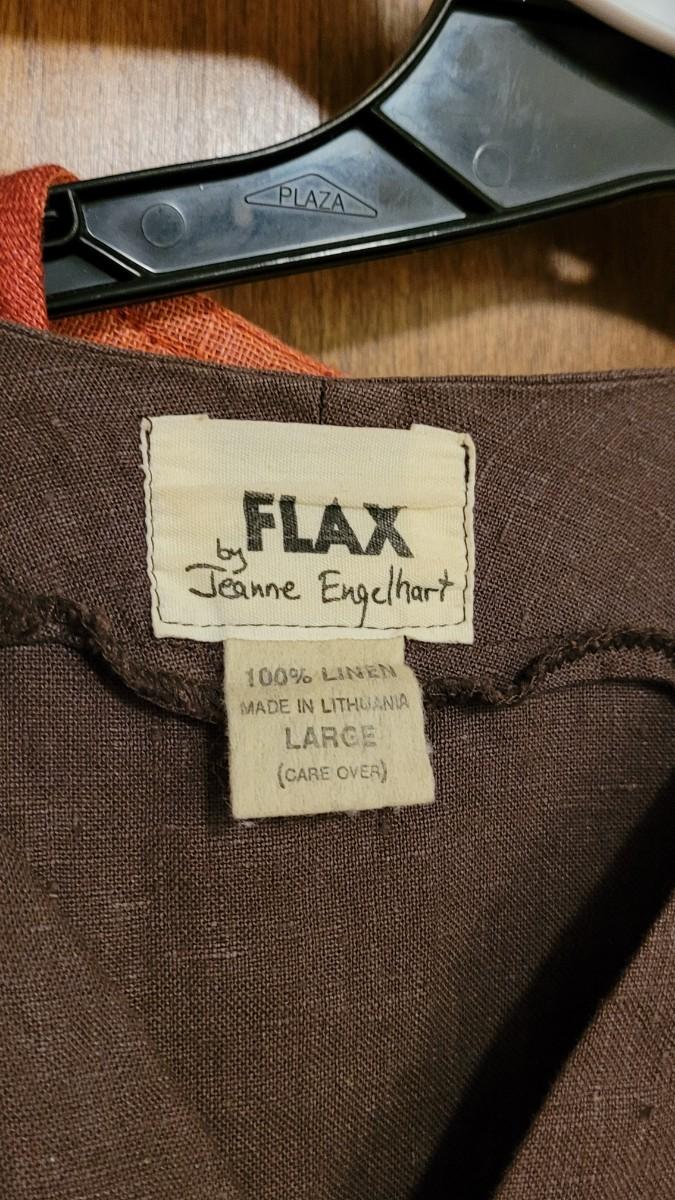 PLAZA
FLAX
by
Jeanne Engelhart
100% LINEN
MADE IN LITHUANIA
LARGE
(CARE OVER)